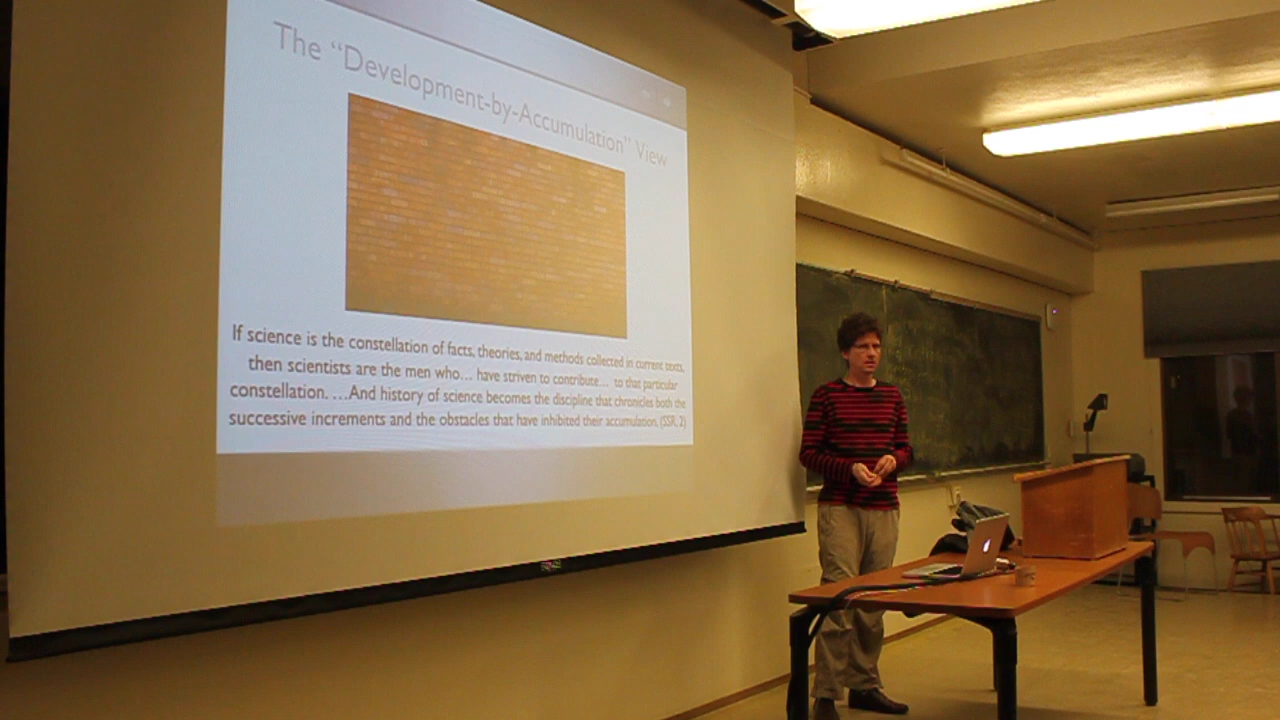 The “Development-by-Accumulation” View
If science is the constellation of facts, theories, and methods collected in current texts,
then scientists are the men who… have striven to contribute… to that particular
constellation. …And history of science becomes the discipline that chronicles both the
successive increments and the obstacles that have inhibited their accumulation. (SSR, 2)